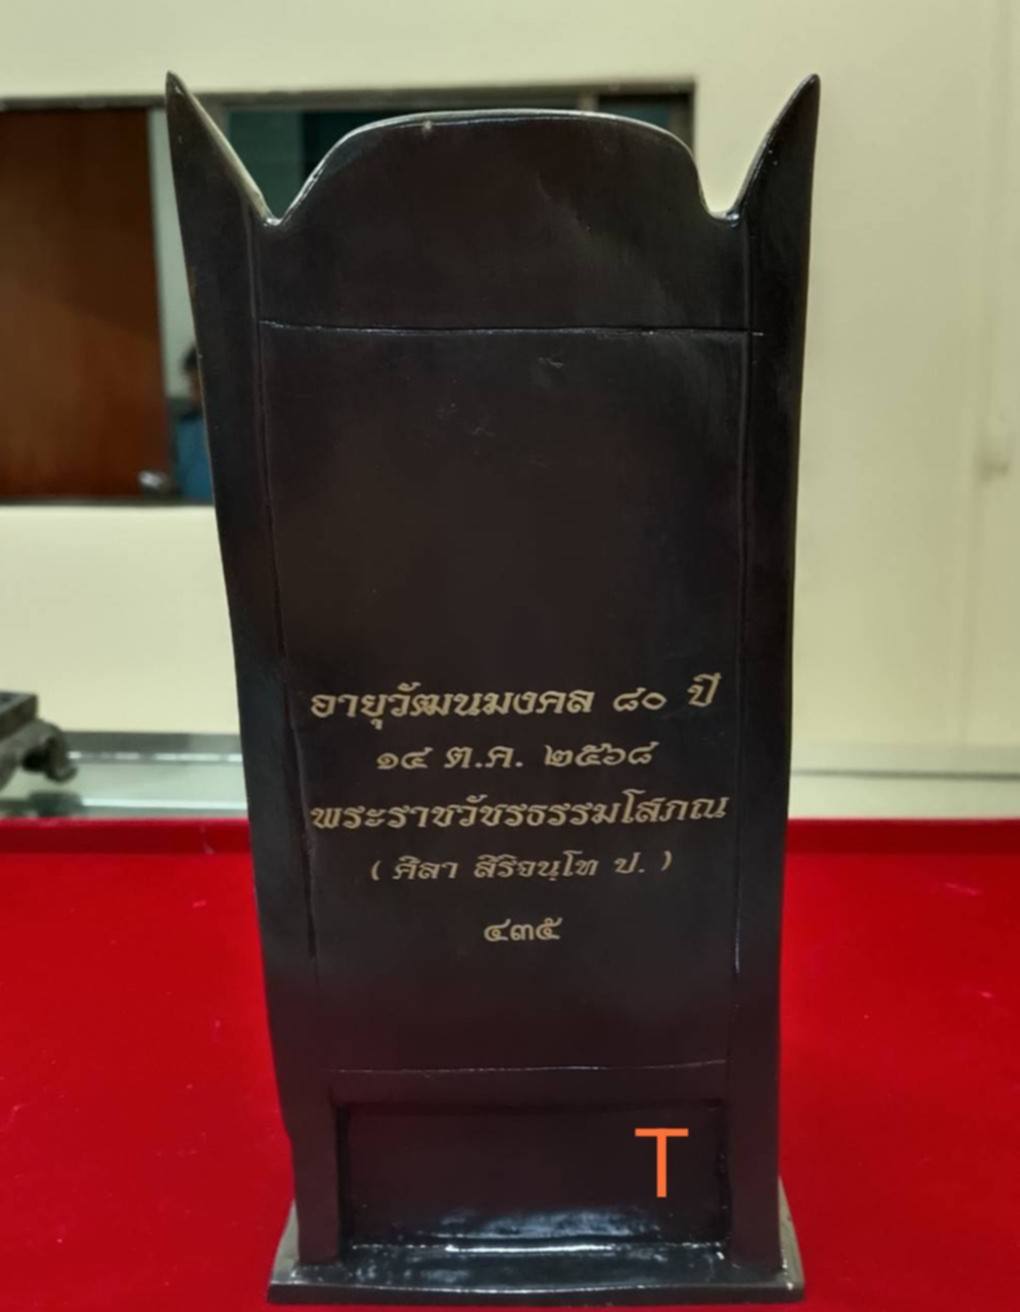 อายุวัฒนมงคล ๘๐ ปี
๑๔ ต.ค. ๒๕๖๘
พระราชวัชรธรรมโสภณ
( ศิลา สิริจนฺโท ป. )
๔๓๕
T